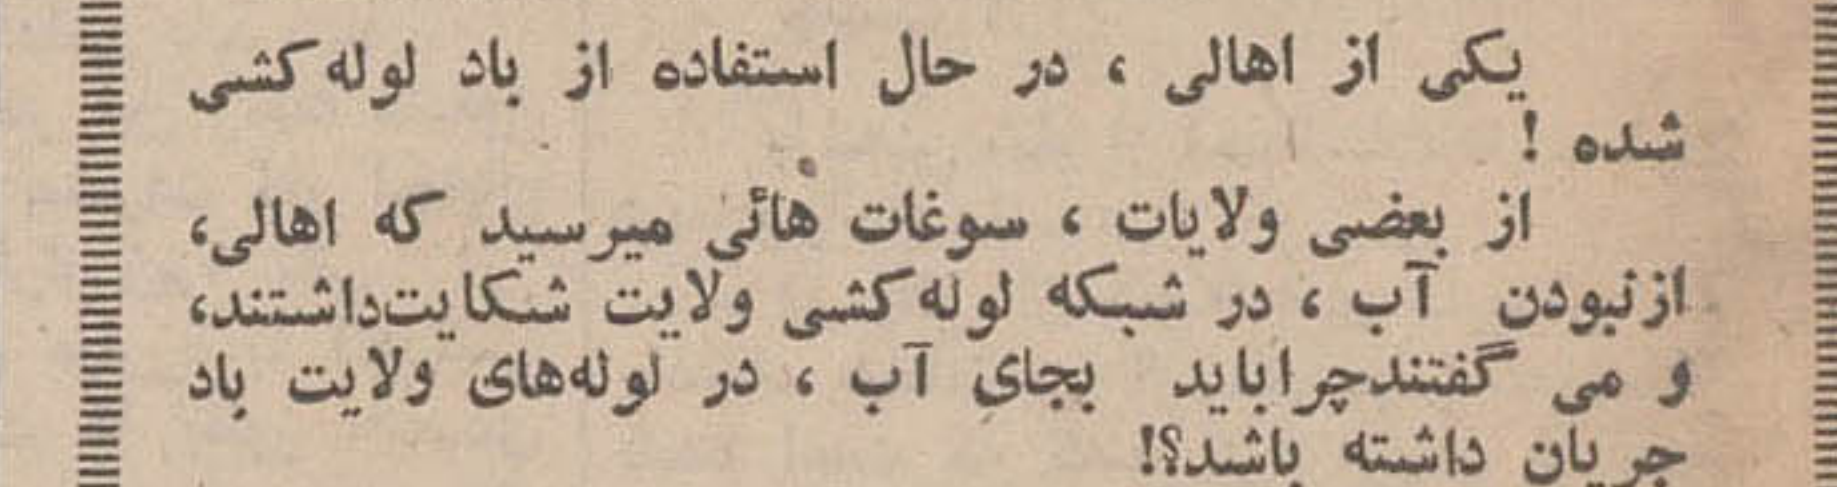 یکی از اهالی ، در حال استفاده از باد لوله کشی
شده !
از بعضی ولایات ، سوغات هائی میرسید که اهالی،
ازنبودن آب ، در شبکه لوله کشی ولایت شکایت‌داشتند،
و می گفتندچراباید بجای آب ، در لوله‌های ولایت باد
جریان داشته باشد؟!